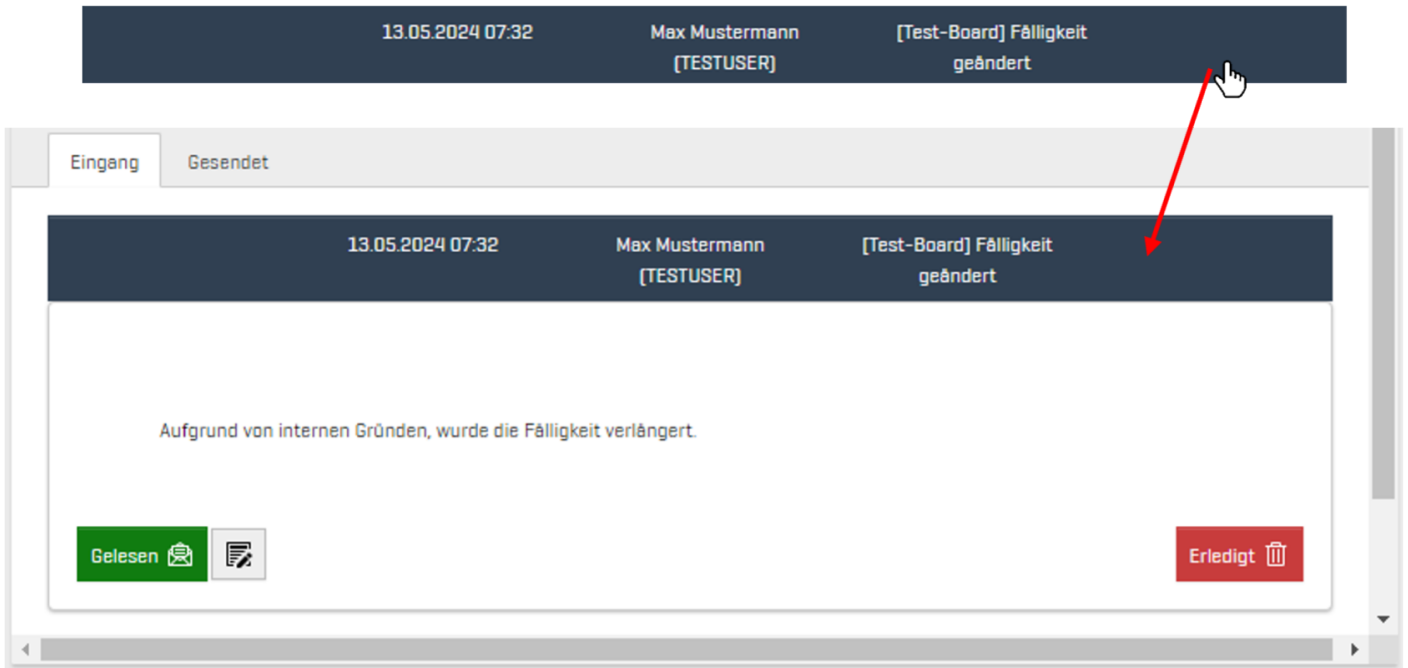 13.05.2024 07:32 Max Mustermann [Test-Board] Fälligkeit
(TESTUSER) geändert
Eingang Gesendet
13.05.2024 07:32 Max Mustermann [Test-Board] Fälligkeit
(TESTUSER) geändert
Aufgrund von internen Gründen, wurde die Fälligkeit verlängert.
Gelesen Erledigt